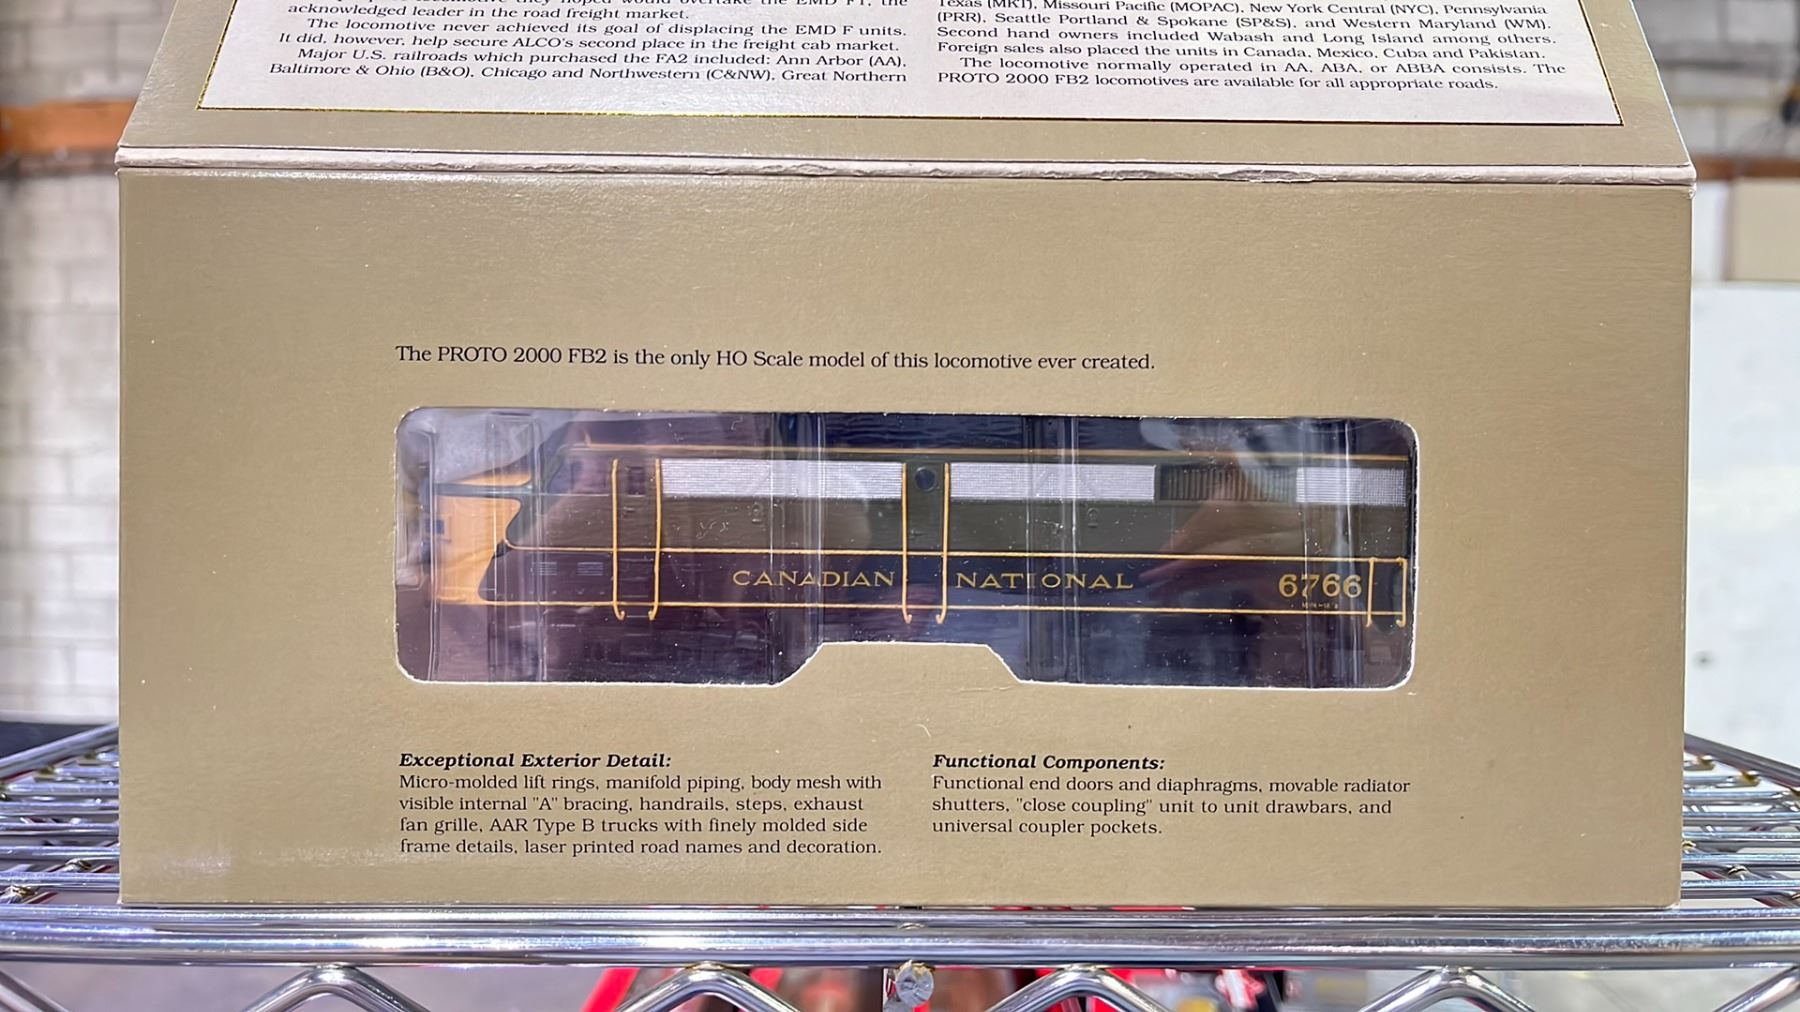 they hoped would overtake the EMD F1, the
acknowledged leader in the road freight market.
The locomotive never achieved its goal of displacing the EMD F units.
It did, however, help secure ALCO's second place in the freight cab market.
Major U.S. railroads which purchased the FA2 included: Ann Arbor (AA),
Baltimore & Ohio (B&O), Chicago and Northwestern (C&NW), Great Northern
Texas (MKT), Missouri Pacific (MOPAC), New York Central (NYC), Pennsylvania
(PRR), Seattle Portland & Spokane (SP&S), and Western Maryland (WM).
Second hand owners included Wabash and Long Island among others.
Foreign sales also placed the units in Canada, Mexico, Cuba and Pakistan.
The locomotive normally operated in AA, ABA, or ABBA consists. The
PROTO 2000 FB2 locomotives are available for all appropriate roads.
The PROTO 2000 FB2 is the only HO Scale model of this locomotive ever created.
CANADIAN NATIONAL 6766
Exceptional Exterior Detail:
Micro-molded lift rings, manifold piping, body mesh with
visible internal "A" bracing, handrails, steps, exhaust
fan grille, AAR Type B trucks with finely molded side
frame details, laser printed road names and decoration.
Functional Components:
Functional end doors and diaphragms, movable radiator
shutters, "close coupling" unit to unit drawbars, and
universal coupler pockets.